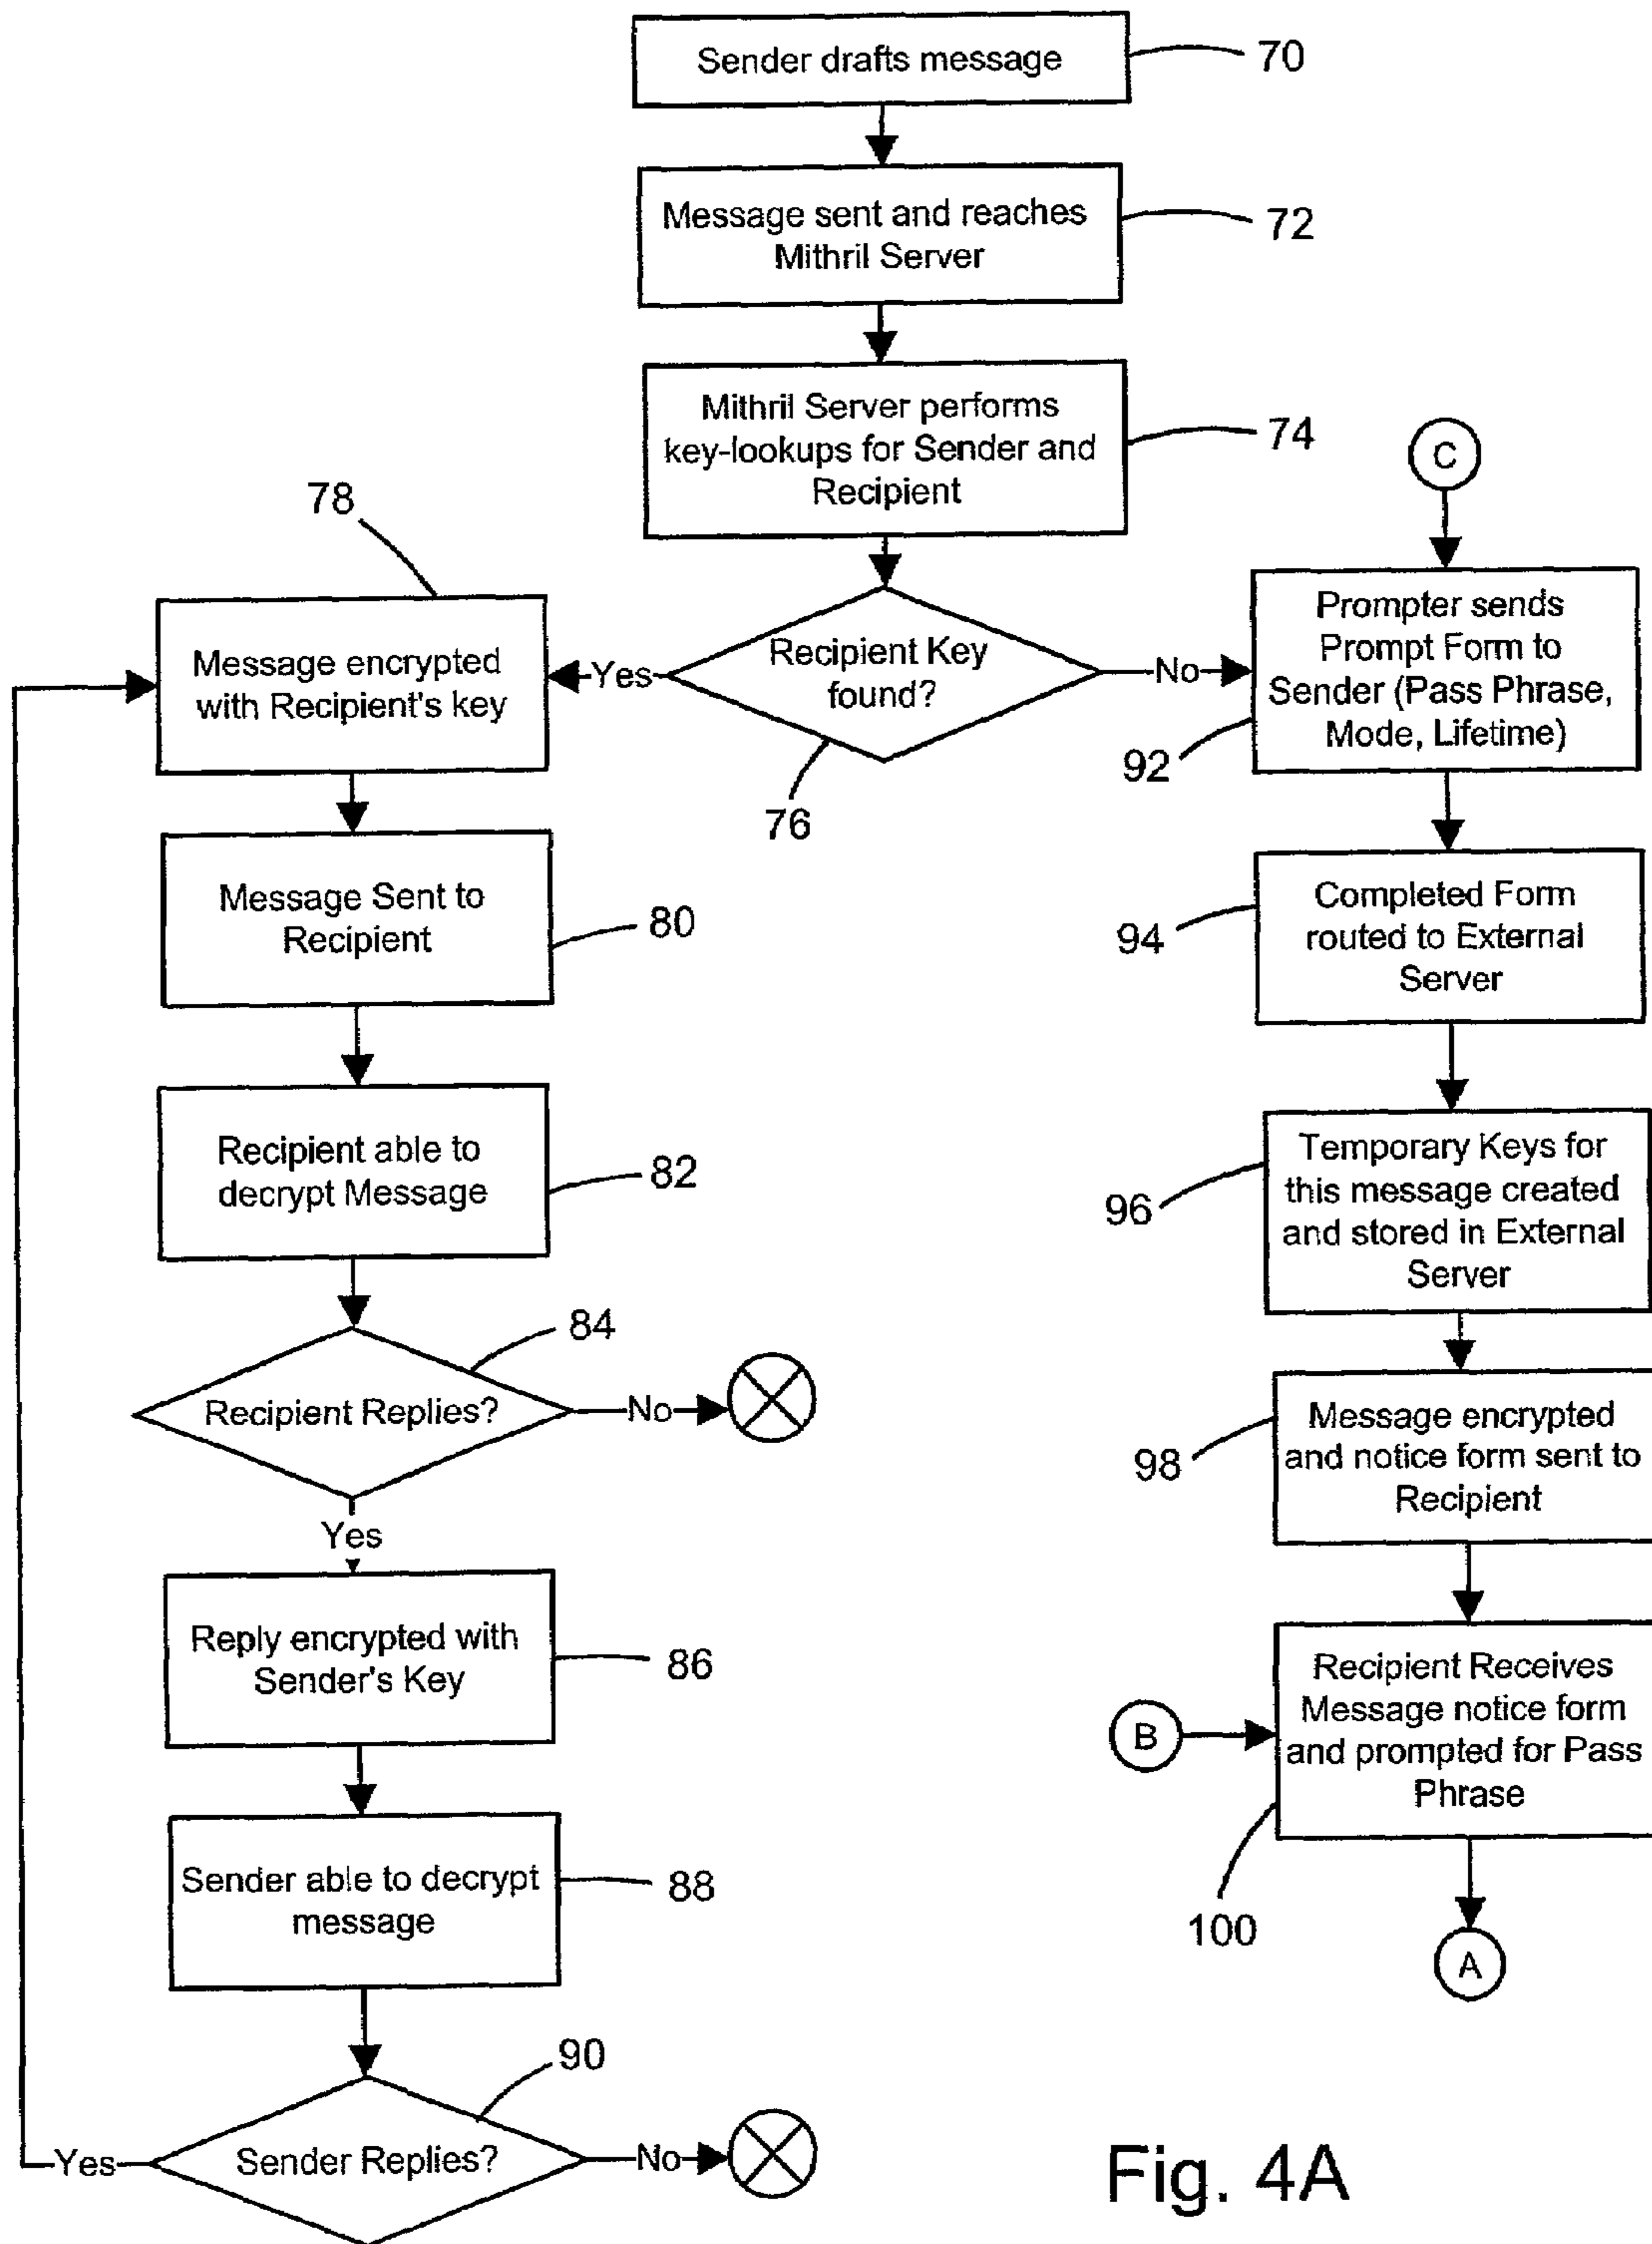 Sender drafts message
70
Message sent and reaches
Mithril Server
72
Mithril Server performs
key-lookups for Sender and
Recipient
74
Recipient Key
found?
76
Yes
No
78
Message encrypted
with Recipient's key
Message Sent to
Recipient
80
Recipient able to
decrypt Message
82
84
Recipient Replies?
No
Yes
Reply encrypted with
Sender's Key
86
Sender able to decrypt
message
88
90
Sender Replies?
Yes
No
C
Prompter sends
Prompt Form to
Sender (Pass Phrase,
Mode, Lifetime)
92
Completed Form
routed to External
Server
94
Temporary Keys for
this message created
and stored in External
Server
96
Message encrypted
and notice form sent to
Recipient
98
B
Recipient Receives
Message notice form
and prompted for Pass
Phrase
100
A
Fig. 4A